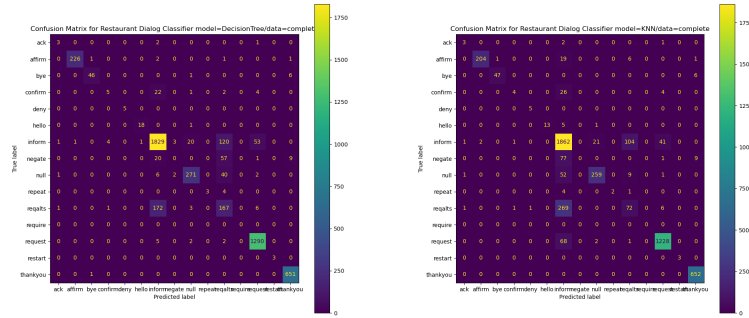 Confusion Matrix for Restaurant Dialog Classifier model=DecisionTree/data=complet
ack 3 0 0 0 0 0 2 0 0 0 0 0 1 0 0
affirm 0 226 1 0 0 0 2 0 0 0 1 0 0 0 1
bye 0 0 46 0 0 0 0 0 1 0 0 0 0 0 6
confirm 0 0 0 5 0 0 22 0 1 0 2 0 4 0 0
deny 0 0 0 0 5 0 0 0 0 0 0 0 0 0 0
hello 0 0 0 0 0 18 0 0 1 0 0 0 0 0 0
inform 1 1 0 4 0 1 1829 3 20 0 120 0 53 0 0
negate 0 0 0 0 0 0 20 0 0 0 57 0 1 0 9
null 1 0 0 0 0 0 6 2 271 0 40 0 2 0 0
repeat 0 0 0 0 0 0 0 0 0 3 4 0 0 0 0
reqalts 1 0 0 0 0 0 172 0 3 0 167 0 6 0 0
require 0 0 0 0 0 0 0 0 0 0 0 0 0 0 0
request 0 0 0 0 0 0 5 0 2 0 2 0 1290 0 0
restart 0 0 0 0 0 0 0 0 0 0 0 0 0 3 0
thankyou 0 0 1 0 0 0 0 0 0 0 0 0 0 0 651
ack affirm bye confirm deny hello inform negate null repeat reqalts require request restart thankyou
Predicted label
True label
1750
1500
1250
1000
750
500
250
0
Confusion Matrix for Restaurant Dialog Classifier model=KNN/data=complete
ack 3 0 0 0 0 0 2 0 0 0 0 0 1 0 0
affirm 0 204 1 0 0 0 19 0 0 0 6 0 0 0 1
bye 0 0 47 0 0 0 0 0 0 0 0 0 0 0 6
confirm 0 0 0 4 0 0 26 0 0 0 0 0 4 0 0
deny 0 0 0 0 5 0 0 0 0 0 0 0 0 0 0
hello 0 0 0 0 0 13 5 0 1 0 0 0 0 0 0
inform 1 2 0 1 0 0 1862 0 21 0 104 0 41 0 0
negate 0 0 0 0 0 0 77 0 0 0 0 0 1 0 9
null 1 0 0 0 0 0 52 0 259 0 9 0 1 0 0
repeat 0 0 0 0 0 0 4 0 0 2 1 0 0 0 0
reqalts 1 0 0 1 1 0 269 0 0 0 72 0 6 0 0
require 0 0 0 0 0 0 0 0 0 0 0 0 0 0 0
request 0 0 0 0 0 0 68 0 2 0 1 0 1228 0 0
restart 0 0 0 0 0 0 0 0 0 0 0 0 0 3 0
thankyou 0 0 0 0 0 0 0 0 0 0 0 0 0 0 652
ack affirm bye confirm deny hello inform negate null repeat reqalts require request restart thankyou
Predicted label
True label
1750
1500
1250
1000
750
500
250
0